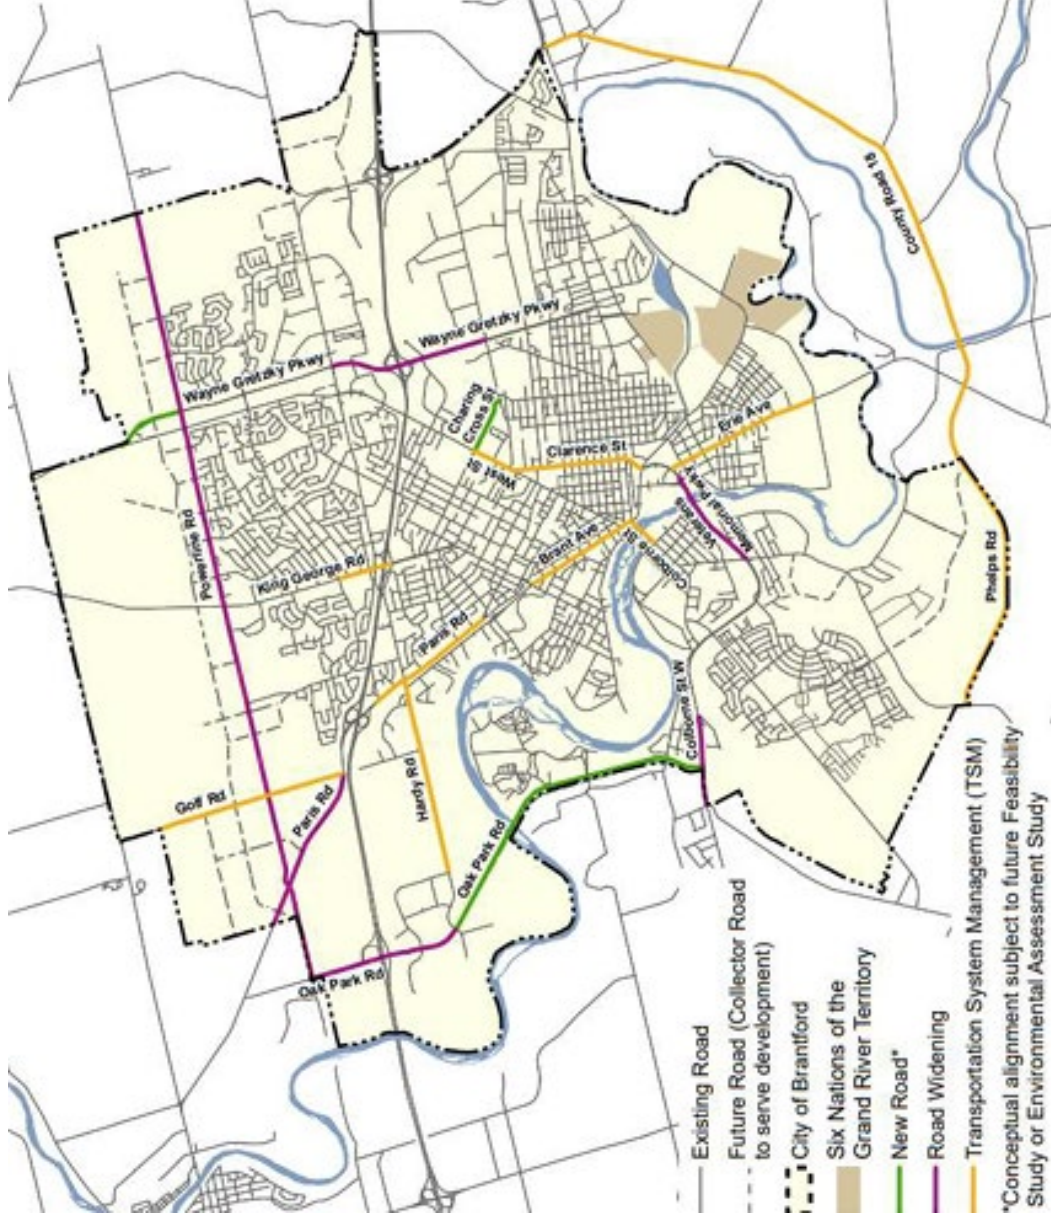 County Road 18
Wayne Gretzky Pkwy
Wayne Gretzky Pkwy
Charing
Cross St
Clarence St
Erie Ave
West St
Powerline Rd
King George Rd
Brant Ave
Colborne St
Veterans
Memorial Pkwy
Paris Rd
Phelps Rd
Colborne St W
Golf Rd
Paris Rd
Hardy Rd
Oak Park Rd
Oak Park Rd
Existing Road
Future Road (Collector Road
to serve development)
City of Brantford
Six Nations of the
Grand River Territory
New Road*
Road Widening
Transportation System Management (TSM)
*Conceptual alignment subject to future Feasibility
Study or Environmental Assessment Study